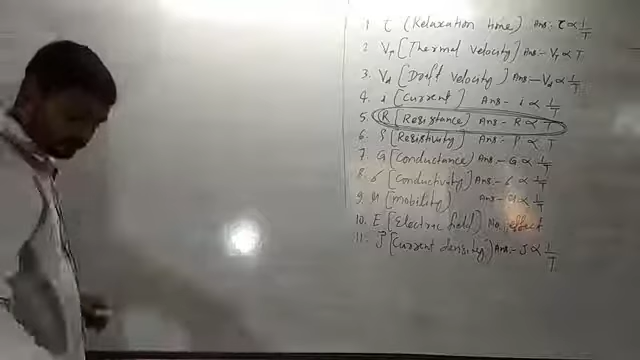 1. τ (Relaxation time) Ans:- τ ∝ 1/T
2. VT [Thermal Velocity] Ans:- VT ∝ T
3. Vd [Drift Velocity] Ans:- Vd ∝ 1/T
4. i [Current] Ans:- i ∝ 1/T
5. R [Resistance] Ans:- R ∝ T
6. ρ [Resistivity] Ans:- ρ ∝ T
7. G [Conductance] Ans:- G ∝ 1/T
8. σ [Conductivity] Ans:- σ ∝ 1/T
9. μ [mobility] Ans:- μ ∝ 1/T
10. E [Electric field] No. effect
11. J [Current density] Ans:- J ∝ 1/T